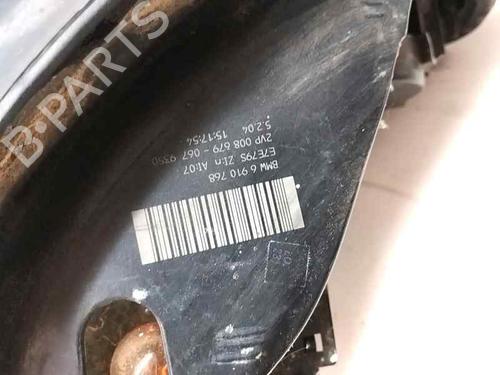 BMW 6 910 768
E7E79S ZI:n AI:07
2VP 008 679 - 067 9350
5.2.04 15:17:54
B-PARTS